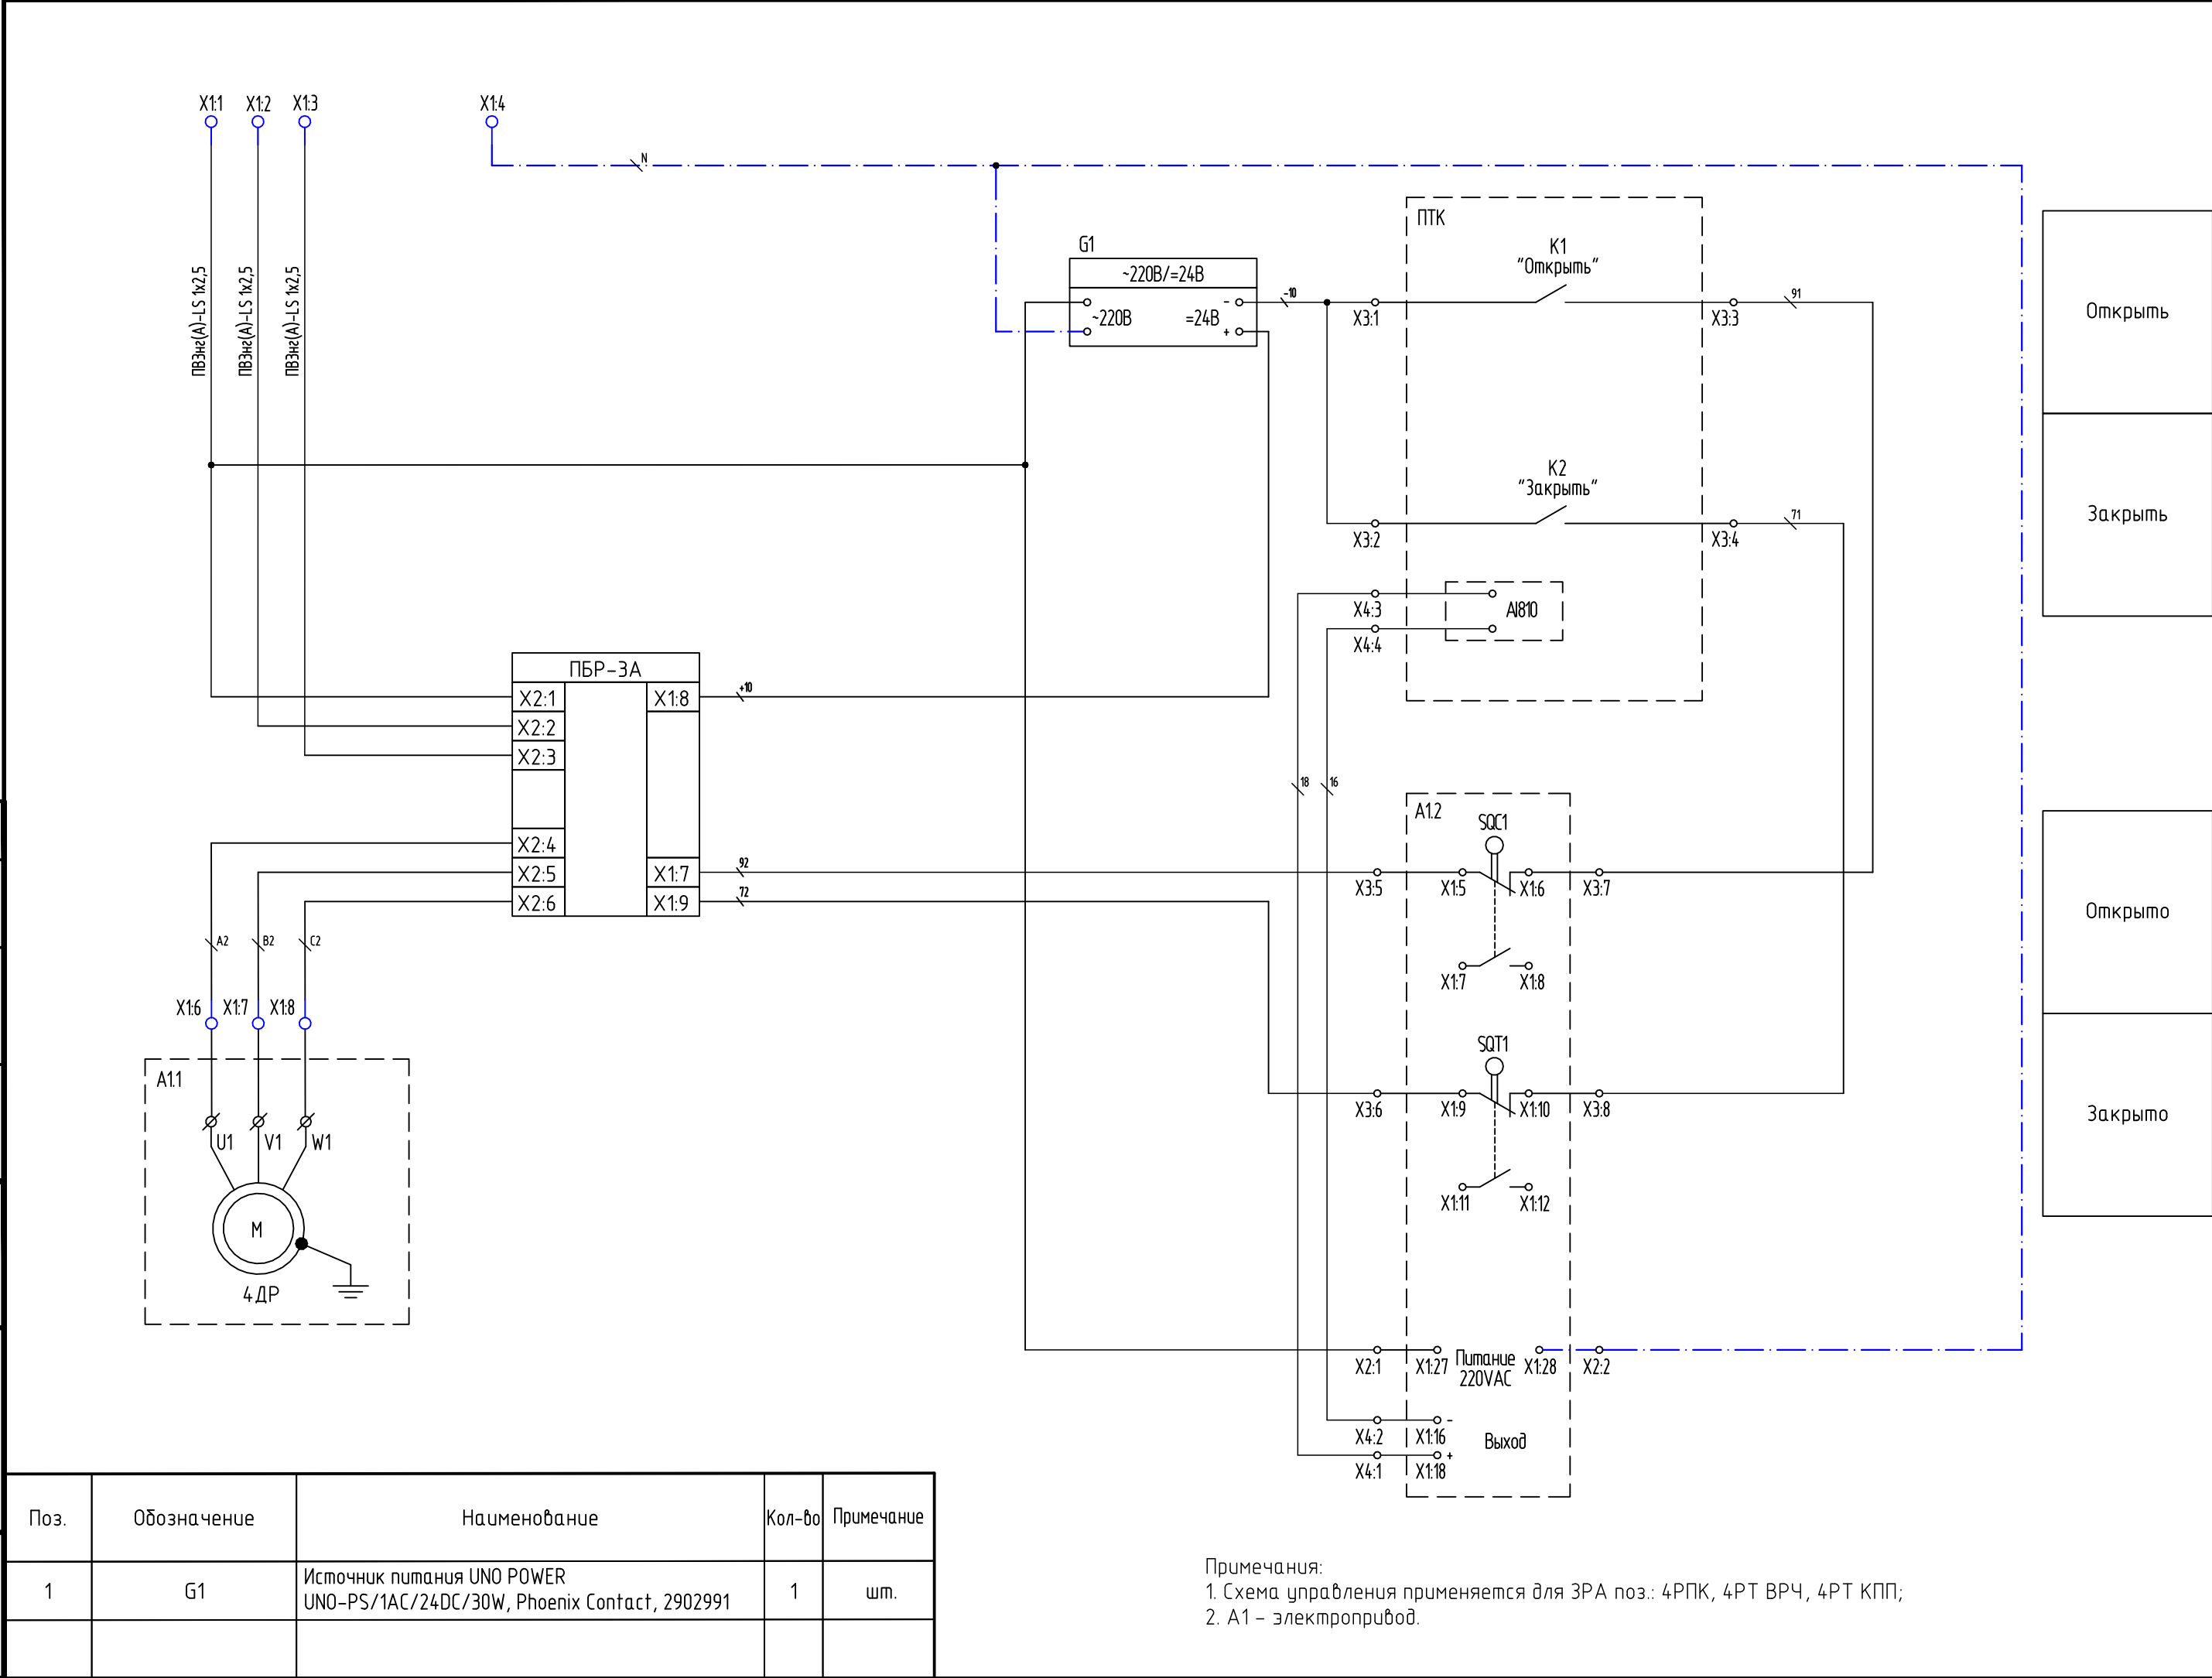 X1:1
X1:2
X1:3
X1:4
N
ПВ3нг(А)-LS 1х2,5
ПВ3нг(А)-LS 1х2,5
ПВ3нг(А)-LS 1х2,5
G1
~220В/=24В
~220В
=24В
-
+
-10
ПТК
К1
"Открыть"
X3:1
X3:3
91
Открыть
К2
"Закрыть"
X3:2
X3:4
71
Закрыть
X4:3
X4:4
AI810
ПБР-3А
X2:1
X1:8
+10
X2:2
X2:3
X2:4
X2:5
X1:7
92
X2:6
X1:9
72
18
16
A1.2
SQC1
X3:5
X1:5
X1:6
X3:7
X1:7
X1:8
Открыто
SQT1
X3:6
X1:9
X1:10
X3:8
X1:11
X1:12
Закрыто
A2
B2
C2
X1:6
X1:7
X1:8
A1.1
U1
V1
W1
М
4ДР
X2:1
X1:27
Питание
220VAC
X1:28
X2:2
X4:2
X1:16
-
Выход
X4:1
X1:18
+
Поз.
Обозначение
Наименование
Кол-во
Примечание
1
G1
Источник питания UNO POWER
UNO-PS/1AC/24DC/30W, Phoenix Contact, 2902991
1
шт.
Примечания:
1. Схема управления применяется для ЗРА поз.: 4РПК, 4РТ ВРЧ, 4РТ КПП;
2. А1 - электропривод.